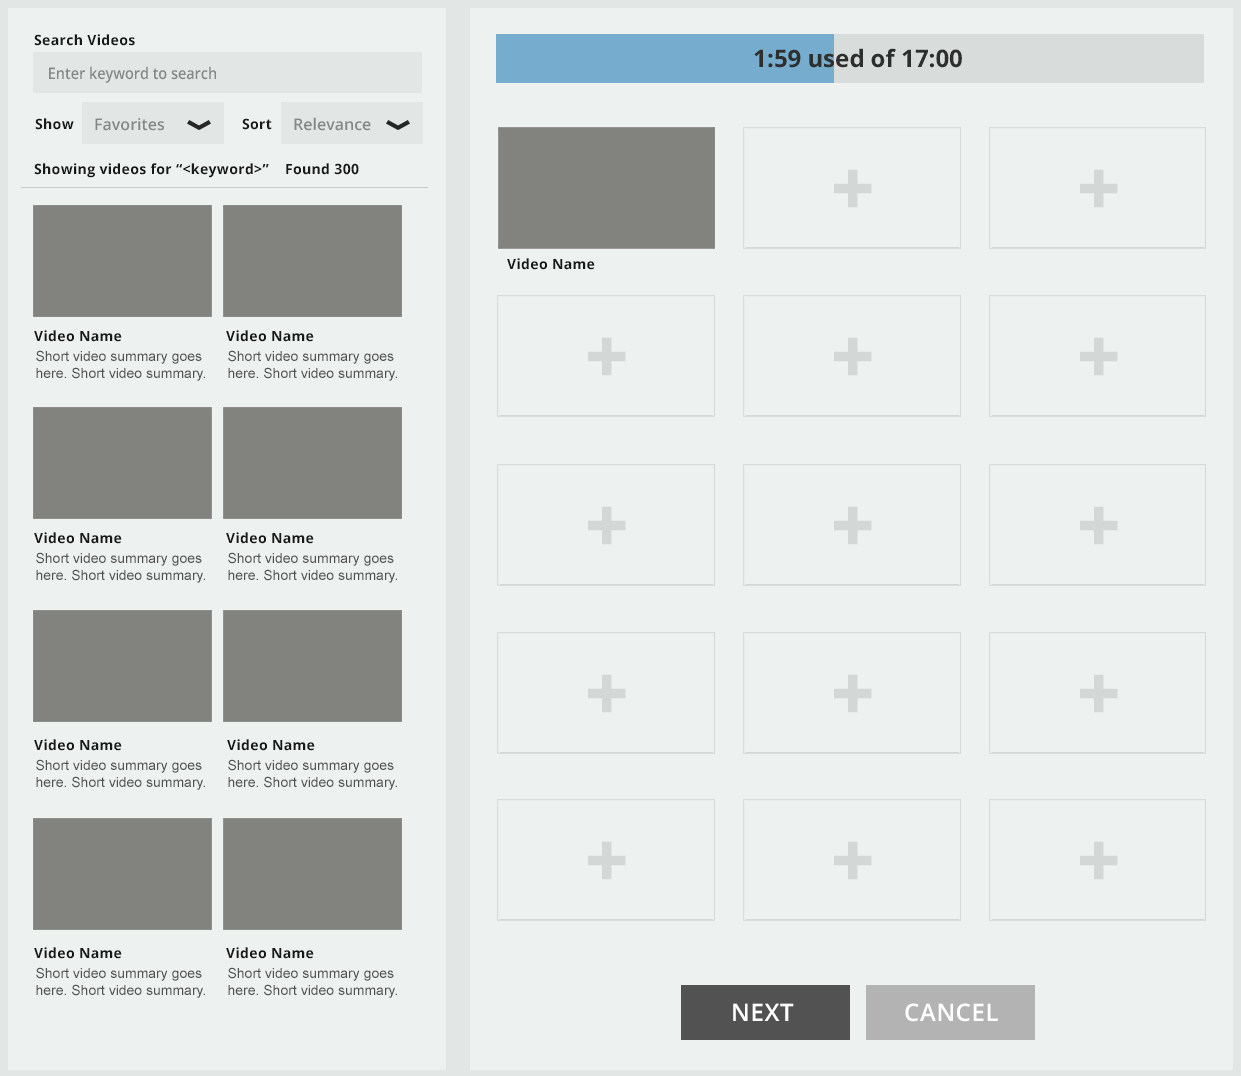 Search Videos
Enter keyword to search
Show Favorites Sort Relevance
Showing videos for “<keyword>” Found 300
Video Name Video Name
Short video summary goes Short video summary goes
here. Short video summary. here. Short video summary.
Video Name Video Name
Short video summary goes Short video summary goes
here. Short video summary. here. Short video summary.
Video Name Video Name
Short video summary goes Short video summary goes
here. Short video summary. here. Short video summary.
Video Name Video Name
Short video summary goes Short video summary goes
here. Short video summary. here. Short video summary.
1:59 used of 17:00
Video Name
NEXT CANCEL